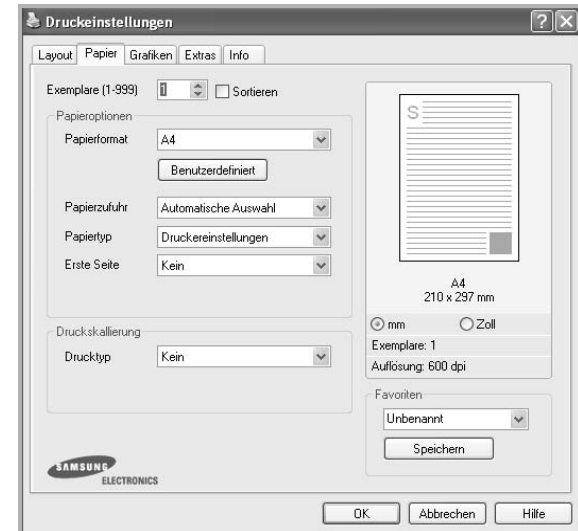 Druckeinstellungen
Layout Papier Grafiken Extras Info
Exemplare (1-999) 1 Sortieren
Papieroptionen
Papierformat A4
Benutzerdefiniert
Papierzufuhr Automatische Auswahl
Papiertyp Druckereinstellungen
Erste Seite Kein
Druckskallierung
Drucktyp Kein
SAMSUNG
ELECTRONICS
S
A4
210 x 297 mm
mm Zoll
Exemplare: 1
Auflösung: 600 dpi
Favoriten
Unbenannt
Speichern
OK Abbrechen Hilfe